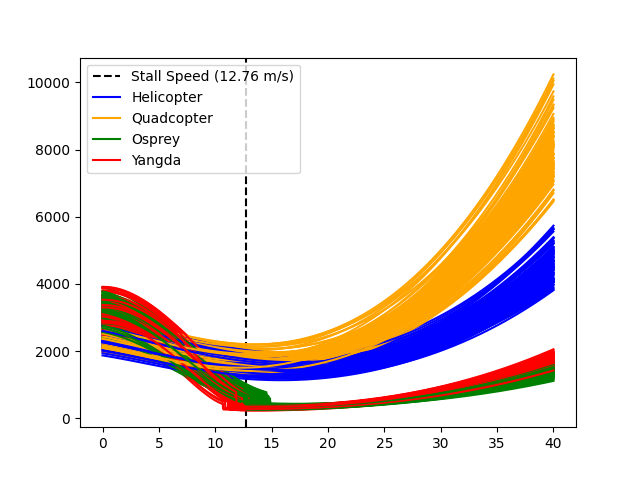 Stall Speed (12.76 m/s)
Helicopter
Quadcopter
Osprey
Yangda
10000
8000
6000
4000
2000
0
0 5 10 15 20 25 30 35 40